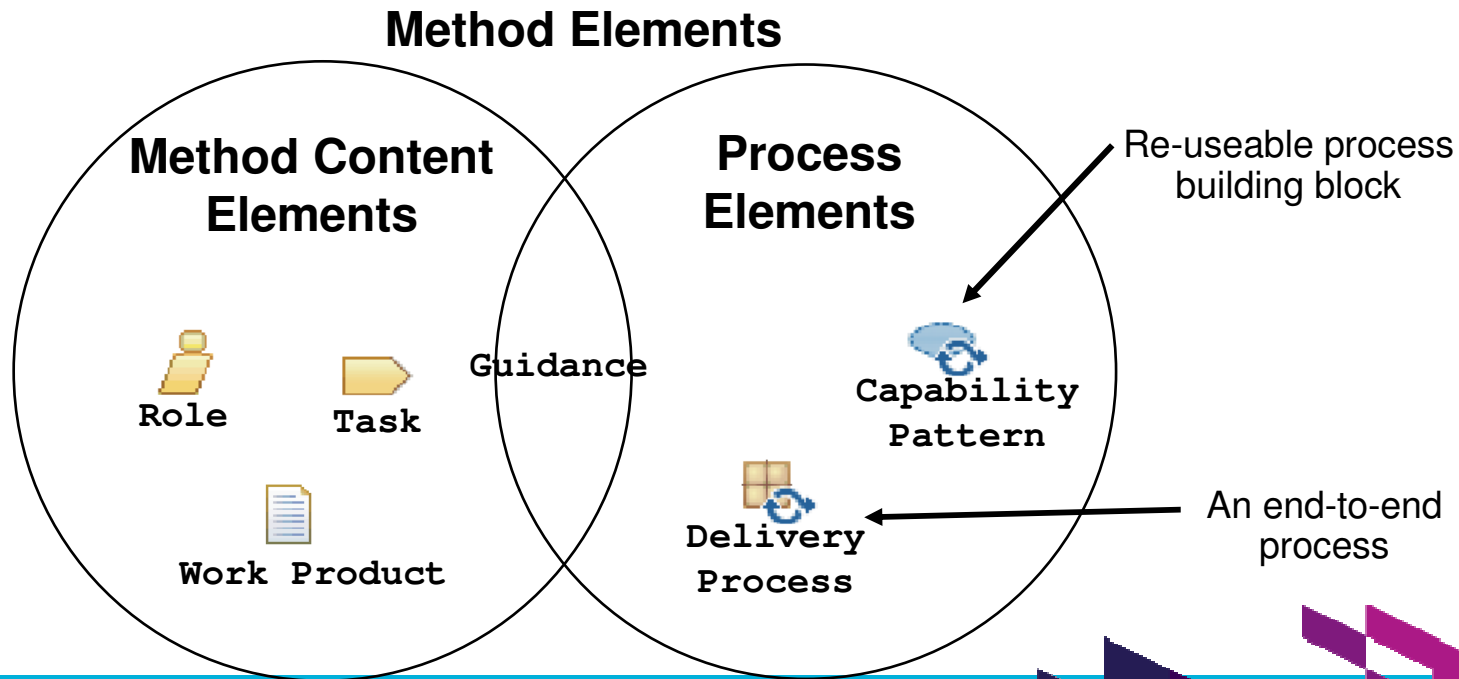 Method Elements
Method Content
Elements
Process
Elements
Re-useable process
building block
Role
Task
Guidance
Capability
Pattern
Work Product
Delivery
Process
An end-to-end
process